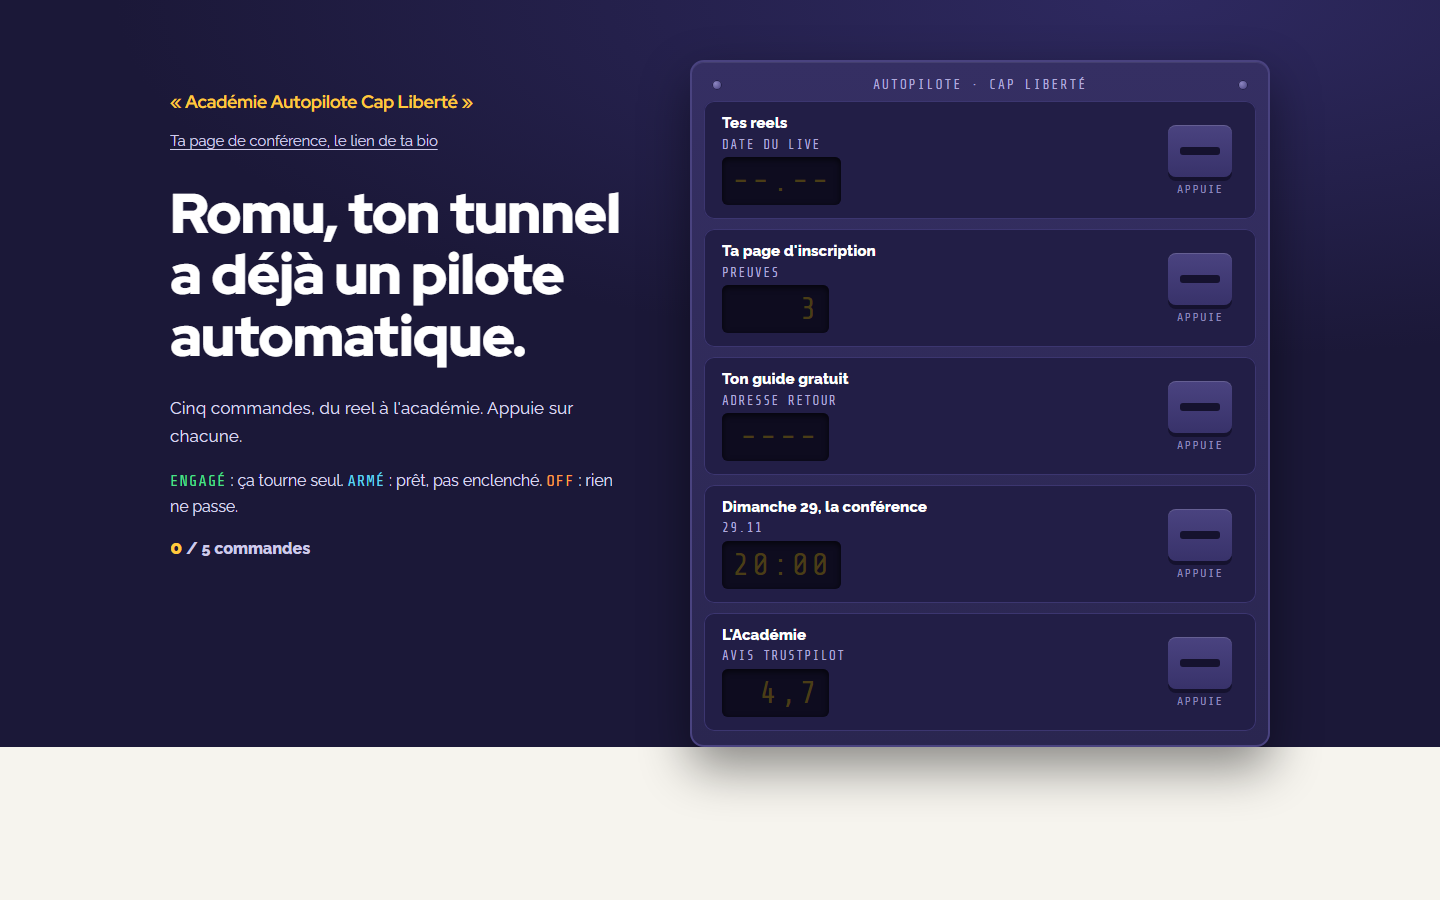 « Académie Autopilote Cap Liberté »
Ta page de conférence, le lien de ta bio
Romu, ton tunnel
a déjà un pilote
automatique.
Cinq commandes, du reel à l'académie. Appuie sur
chacune.
ENGAGÉ : ça tourne seul. ARMÉ : prêt, pas enclenché. OFF : rien
ne passe.
0 / 5 commandes
AUTOPILOTE · CAP LIBERTÉ
Tes reels
DATE DU LIVE
--.--
APPUIE
Ta page d'inscription
PREUVES
3
APPUIE
Ton guide gratuit
ADRESSE RETOUR
----
APPUIE
Dimanche 29, la conférence
29.11
20:00
APPUIE
L'Académie
AVIS TRUSTPILOT
4,7
APPUIE